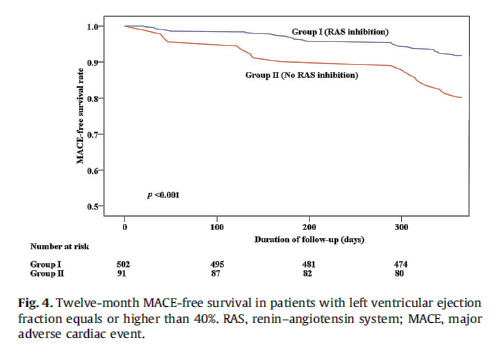 1.0
Group I (RAS inhibition)
0.9
Group II (No RAS inhibition)
0.8
MACE-free survival rate
0.7
0.6
p <0.001
0.5
0 100 200 300
Duration of follow-up (days)
Number at risk
Group I 502 495 481 474
Group II 91 87 82 80
Fig. 4. Twelve-month MACE-free survival in patients with left ventricular ejection
fraction equals or higher than 40%. RAS, renin–angiotensin system; MACE, major
adverse cardiac event.